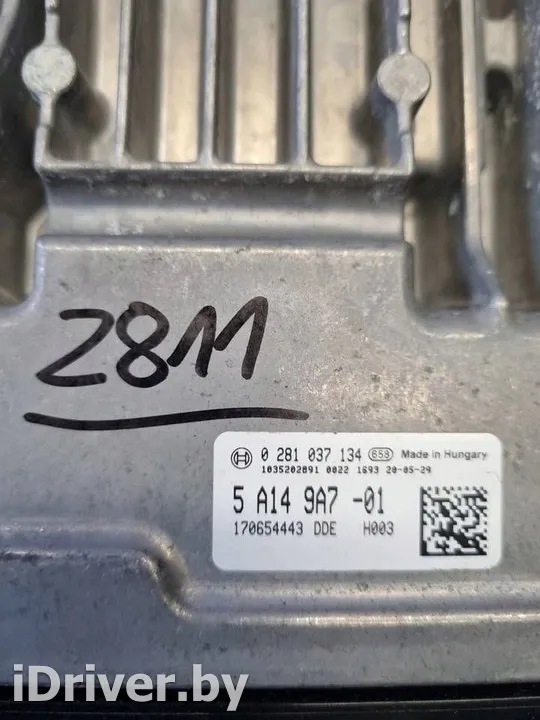 2811
0 281 037 134 658 Made in Hungary
1035202891 0022 1693 20-05-29
5 A14 9A7 -01
170654443 DDE H003
iDriver.by